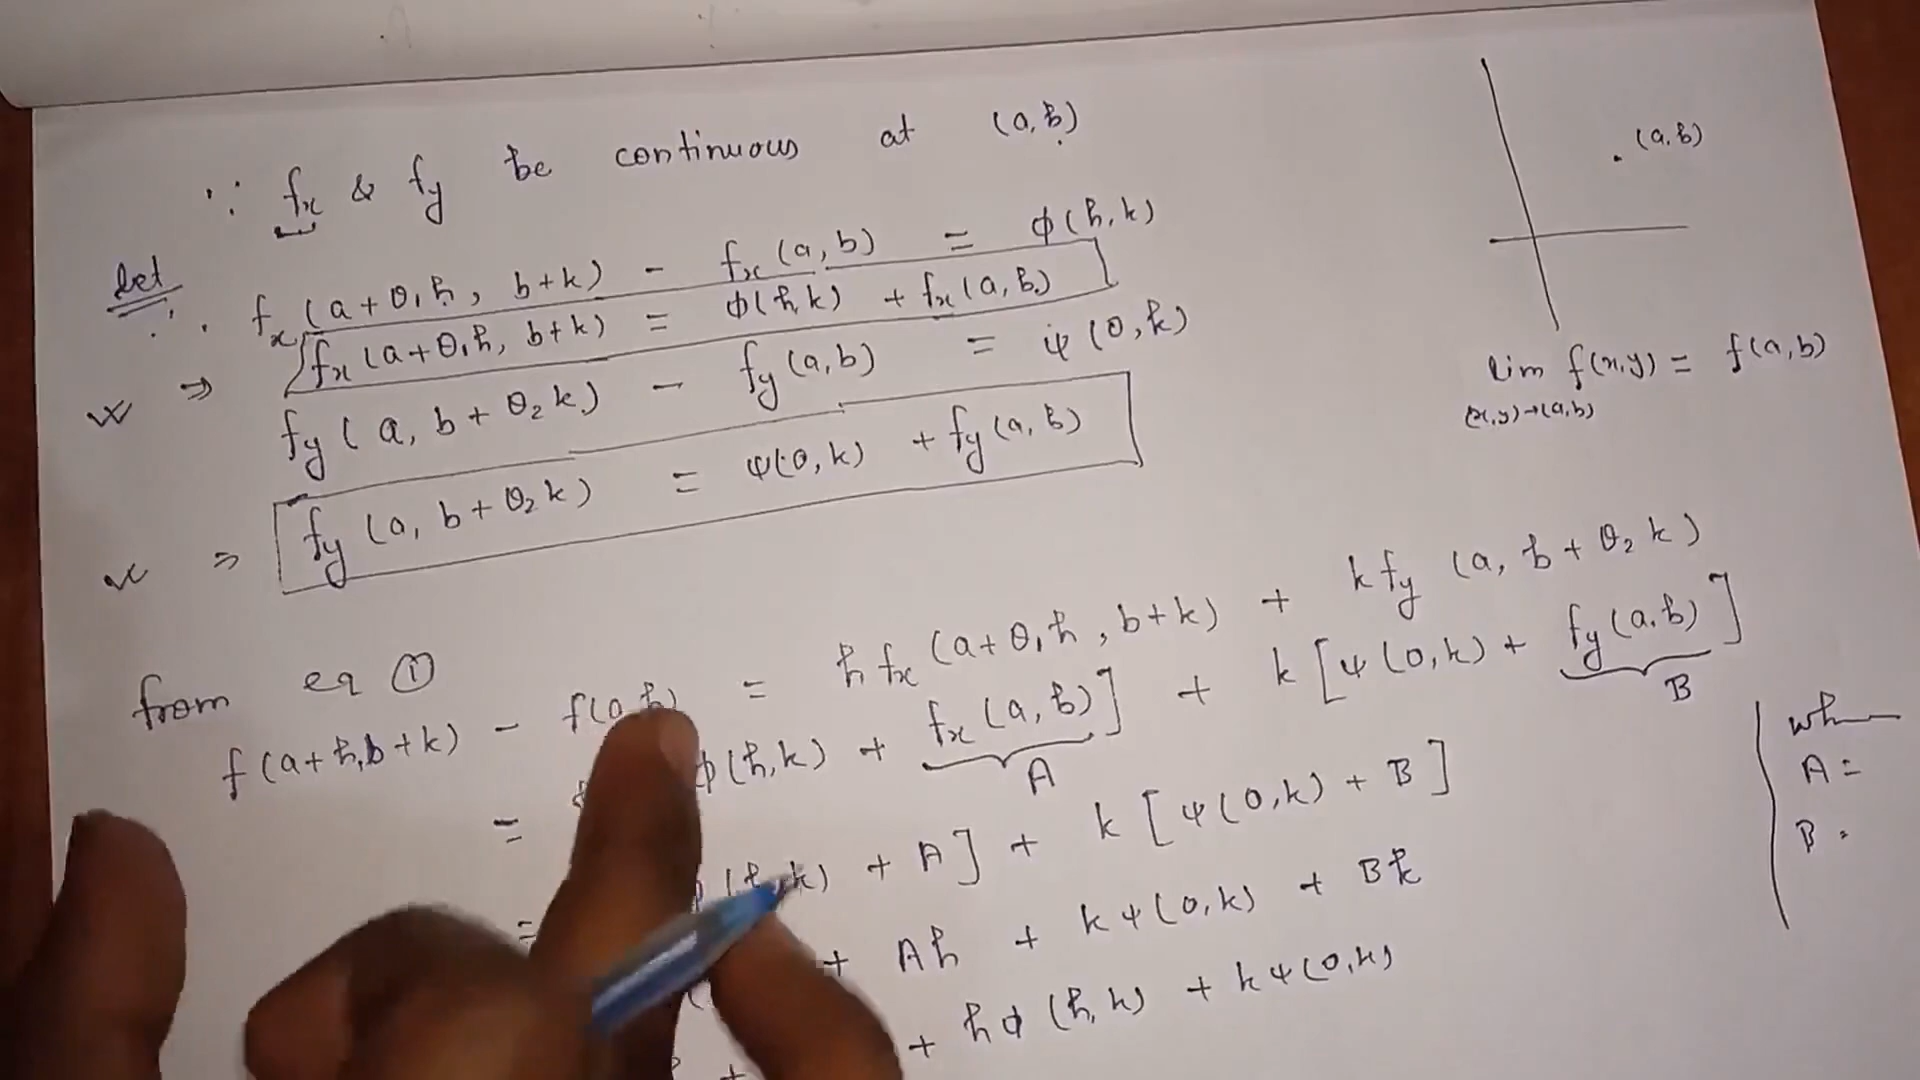 ∵ fx & fy be continuous at (a,b)
Let
∴ fx(a+θ1h, b+k) - fx(a,b) = φ(h,k)
⇒ fx(a+θ1h, b+k) = φ(h,k) + fx(a,b)
fy(a, b+θ2k) - fy(a,b) = ψ(0,k)
⇒ fy(a, b+θ2k) = ψ(0,k) + fy(a,b)
from eq ①
f(a+h,b+k) - f(a,b) = h fx(a+θ1h, b+k) + k fy(a, b+θ2k)
= φ(h,k) + fx(a,b)] + k[ψ(0,k) + fy(a,b)]
A B
= (h,k) + A] + k[ψ(0,k) + B]
= + Ah + kψ(0,k) + Bk
+ + hφ(h,k) + kψ(0,k)
(a,b)
lim f(x,y) = f(a,b)
(x,y)→(a,b)
A =
B =